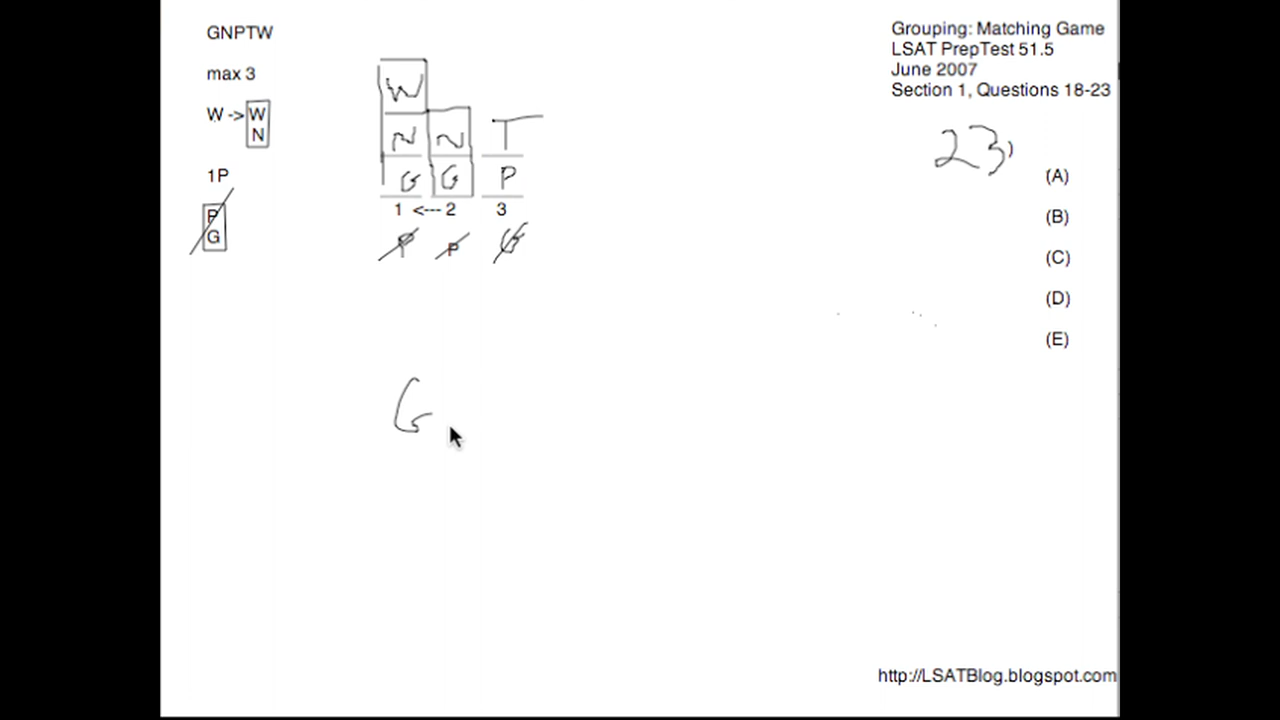 GNPTW
max 3
W -> W
N
1P
P
G
W
N N T
G G P
1 <--- 2 3
P P G
G
Grouping: Matching Game
LSAT PrepTest 51.5
June 2007
Section 1, Questions 18-23
23)
(A)
(B)
(C)
(D)
(E)
http://LSATBlog.blogspot.com